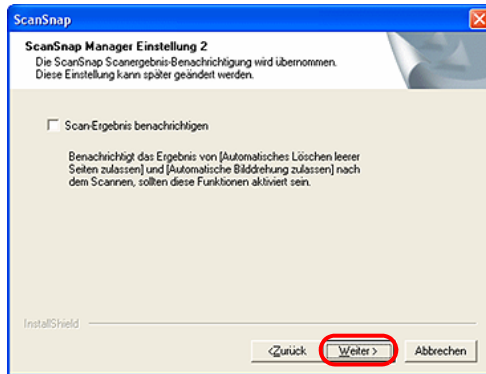 ScanSnap
ScanSnap Manager Einstellung 2
Die ScanSnap Scanergebnis-Benachrichtigung wird übernommen.
Diese Einstellung kann später geändert werden.
Scan-Ergebnis benachrichtigen
Benachrichtigt das Ergebnis von [Automatisches Löschen leerer
Seiten zulassen] und [Automatische Bilddrehung zulassen] nach
dem Scannen, sollten diese Funktionen aktiviert sein.
InstallShield
<Zurück Weiter > Abbrechen